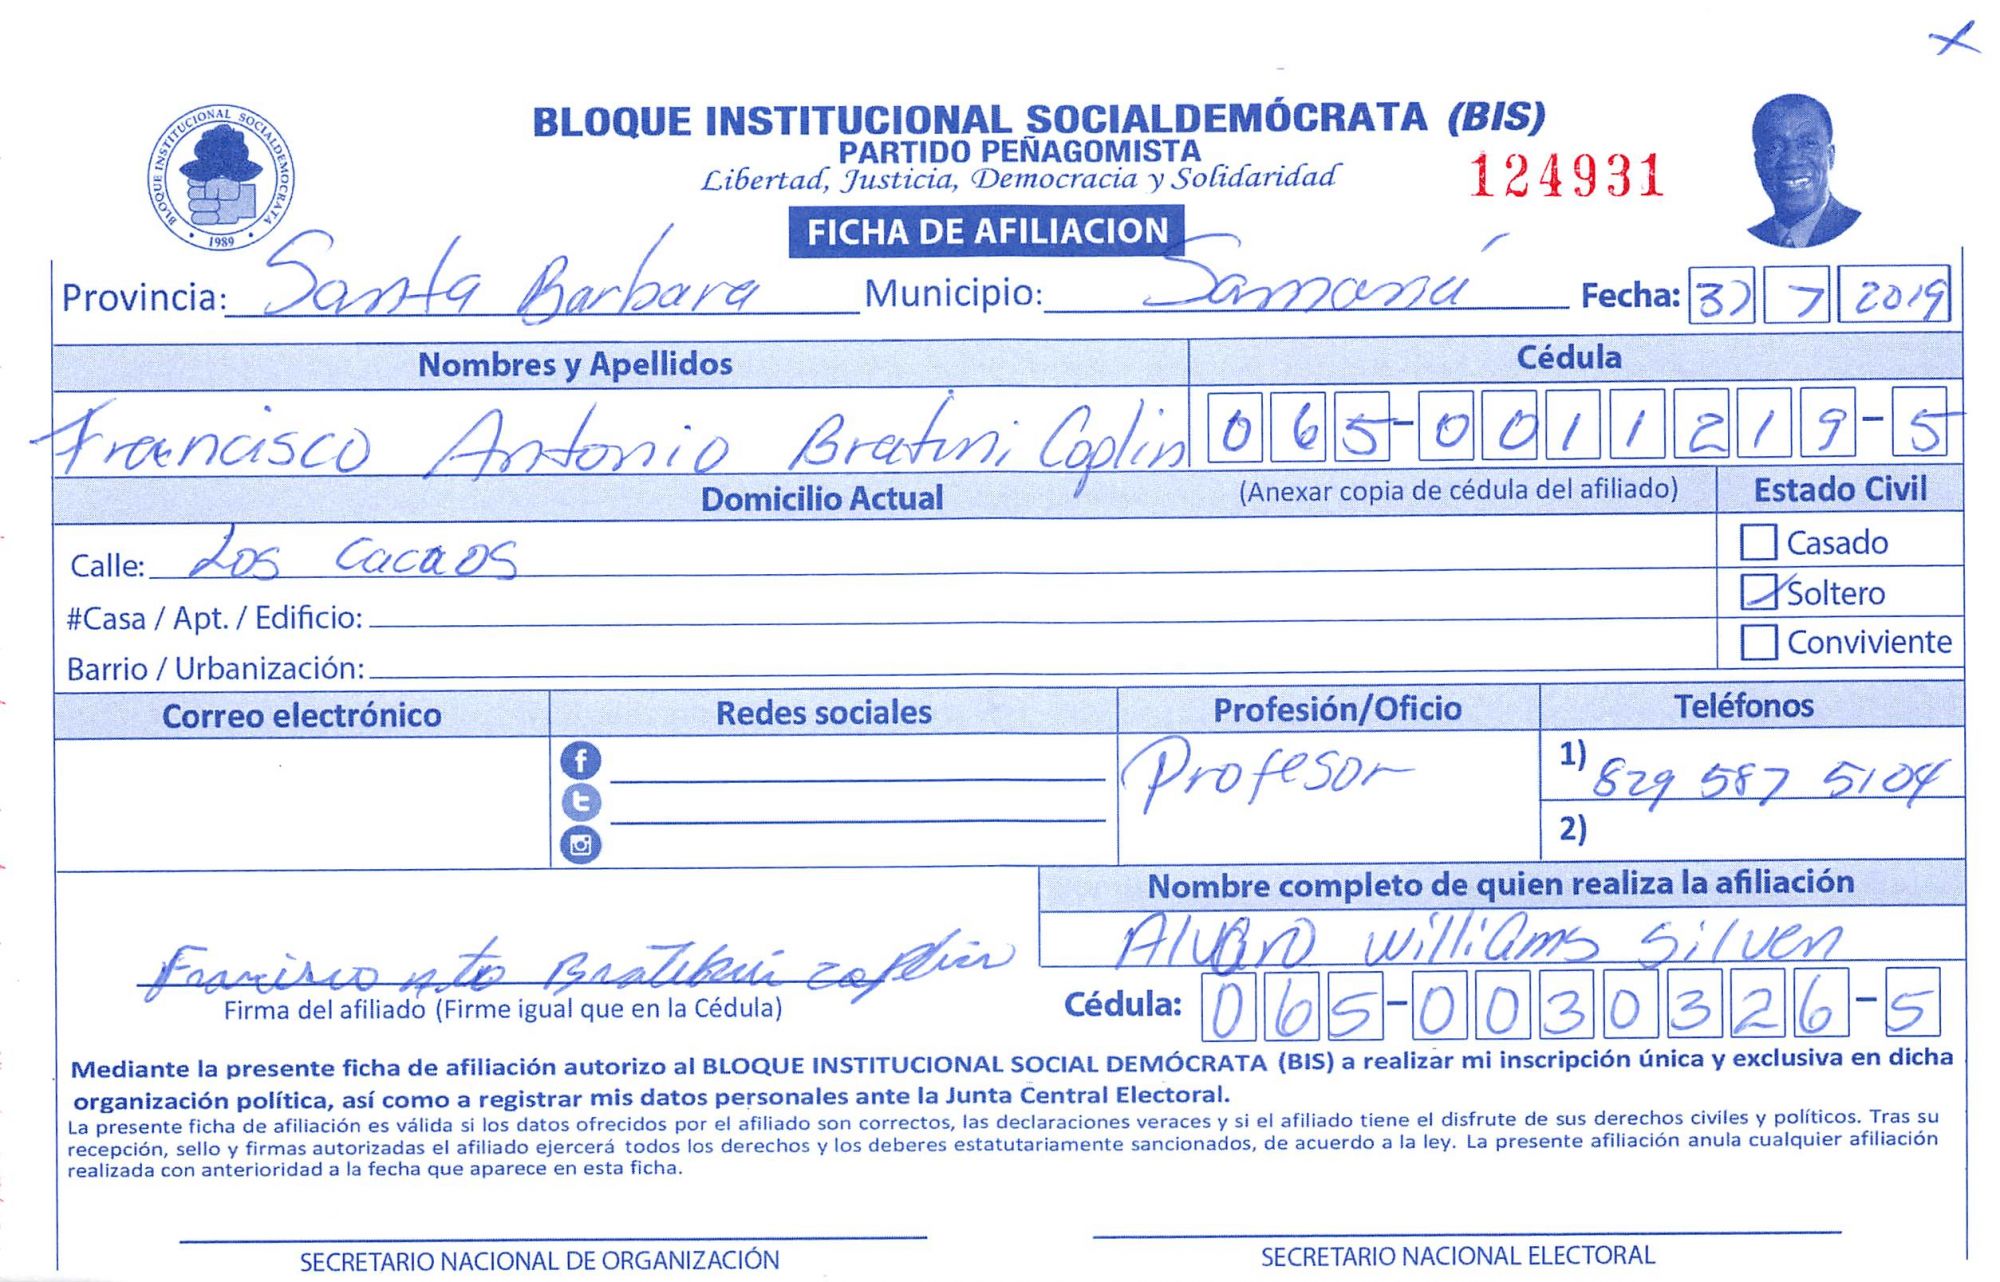 BLOQUE INSTITUCIONAL SOCIALDEMÓCRATA
1989
BLOQUE INSTITUCIONAL SOCIALDEMÓCRATA (BIS)
PARTIDO PEÑAGOMISTA
Libertad, Justicia, Democracia y Solidaridad
124931
FICHA DE AFILIACION
Provincia: Santa Barbara Municipio: Samaná Fecha: 7 2019
Nombres y Apellidos Cédula
Francisco Antonio Bratini Coplin 065-0011219-5
Domicilio Actual (Anexar copia de cédula del afiliado) Estado Civil
Calle: Los Cacaos
Casado
#Casa / Apt. / Edificio:
Soltero
Barrio / Urbanización:
Conviviente
Correo electrónico Redes sociales Profesión/Oficio Teléfonos
Profesor
1) 829 587 5104
2)
Nombre completo de quien realiza la afiliación
Alvaro Williams Silven
Francisco
Firma del afiliado (Firme igual que en la Cédula)
Cédula: 065-0030326-5
Mediante la presente ficha de afiliación autorizo al BLOQUE INSTITUCIONAL SOCIAL DEMÓCRATA (BIS) a realizar mi inscripción única y exclusiva en dicha
organización política, así como a registrar mis datos personales ante la Junta Central Electoral.
La presente ficha de afiliación es válida si los datos ofrecidos por el afiliado son correctos, las declaraciones veraces y si el afiliado tiene el disfrute de sus derechos civiles y políticos. Tras su
recepción, sello y firmas autorizadas el afiliado ejercerá todos los derechos y los deberes estatutariamente sancionados, de acuerdo a la ley. La presente afiliación anula cualquier afiliación
realizada con anterioridad a la fecha que aparece en esta ficha.
SECRETARIO NACIONAL DE ORGANIZACIÓN
SECRETARIO NACIONAL ELECTORAL